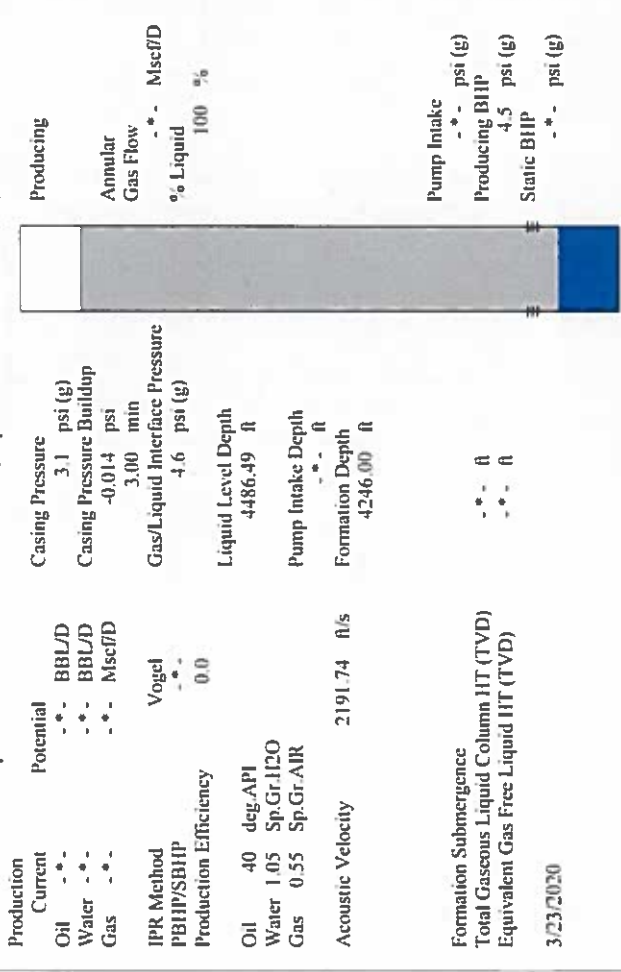 Production
Current Potential
Oil - * - - * - BBL/D
Water - * - - * - BBL/D
Gas - * - - * - Mscf/D
IPR Method Vogel
PBHP/SBHP - * -
Production Efficiency 0.0
Oil 40 deg.API
Water 1.05 Sp.Gr.H2O
Gas 0.55 Sp.Gr.AIR
Acoustic Velocity 2191.74 ft/s
Formation Submergence
Total Gaseous Liquid Column HT (TVD) - * - ft
Equivalent Gas Free Liquid HT (TVD) - * - ft
3/23/2020
Casing Pressure
3.1 psi (g)
Casing Pressure Buildup
-0.014 psi
3.00 min
Gas/Liquid Interface Pressure
4.6 psi (g)
Liquid Level Depth
4486.49 ft
Pump Intake Depth
- * - ft
Formation Depth
4246.00 ft
Producing
Annular
Gas Flow
- * - Mscf/D
% Liquid
100 %
Pump Intake
- * - psi (g)
Producing BHP
4.5 psi (g)
Static BHP
- * - psi (g)